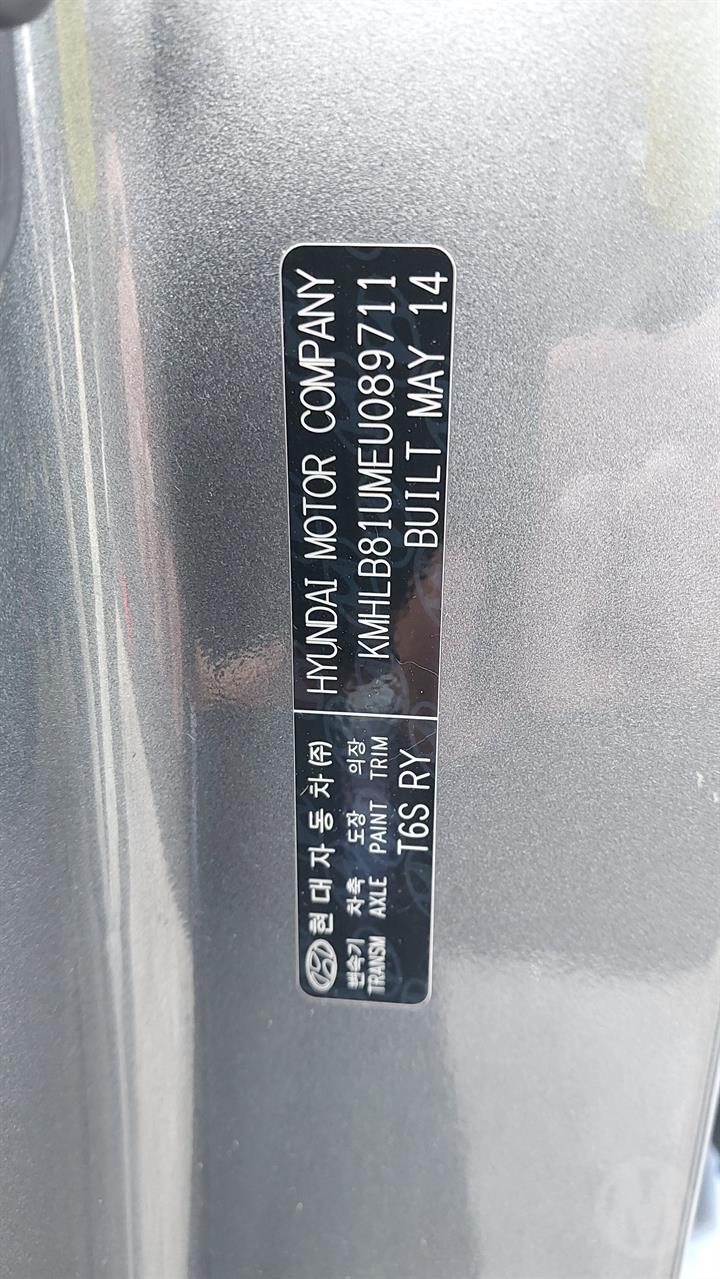 현대자동차(주)
변속기 차축 도장 의장
TRANSM AXLE PAINT TRIM
T6S RY
HYUNDAI MOTOR COMPANY
KMHLB81UMEU089711
BUILT MAY 14